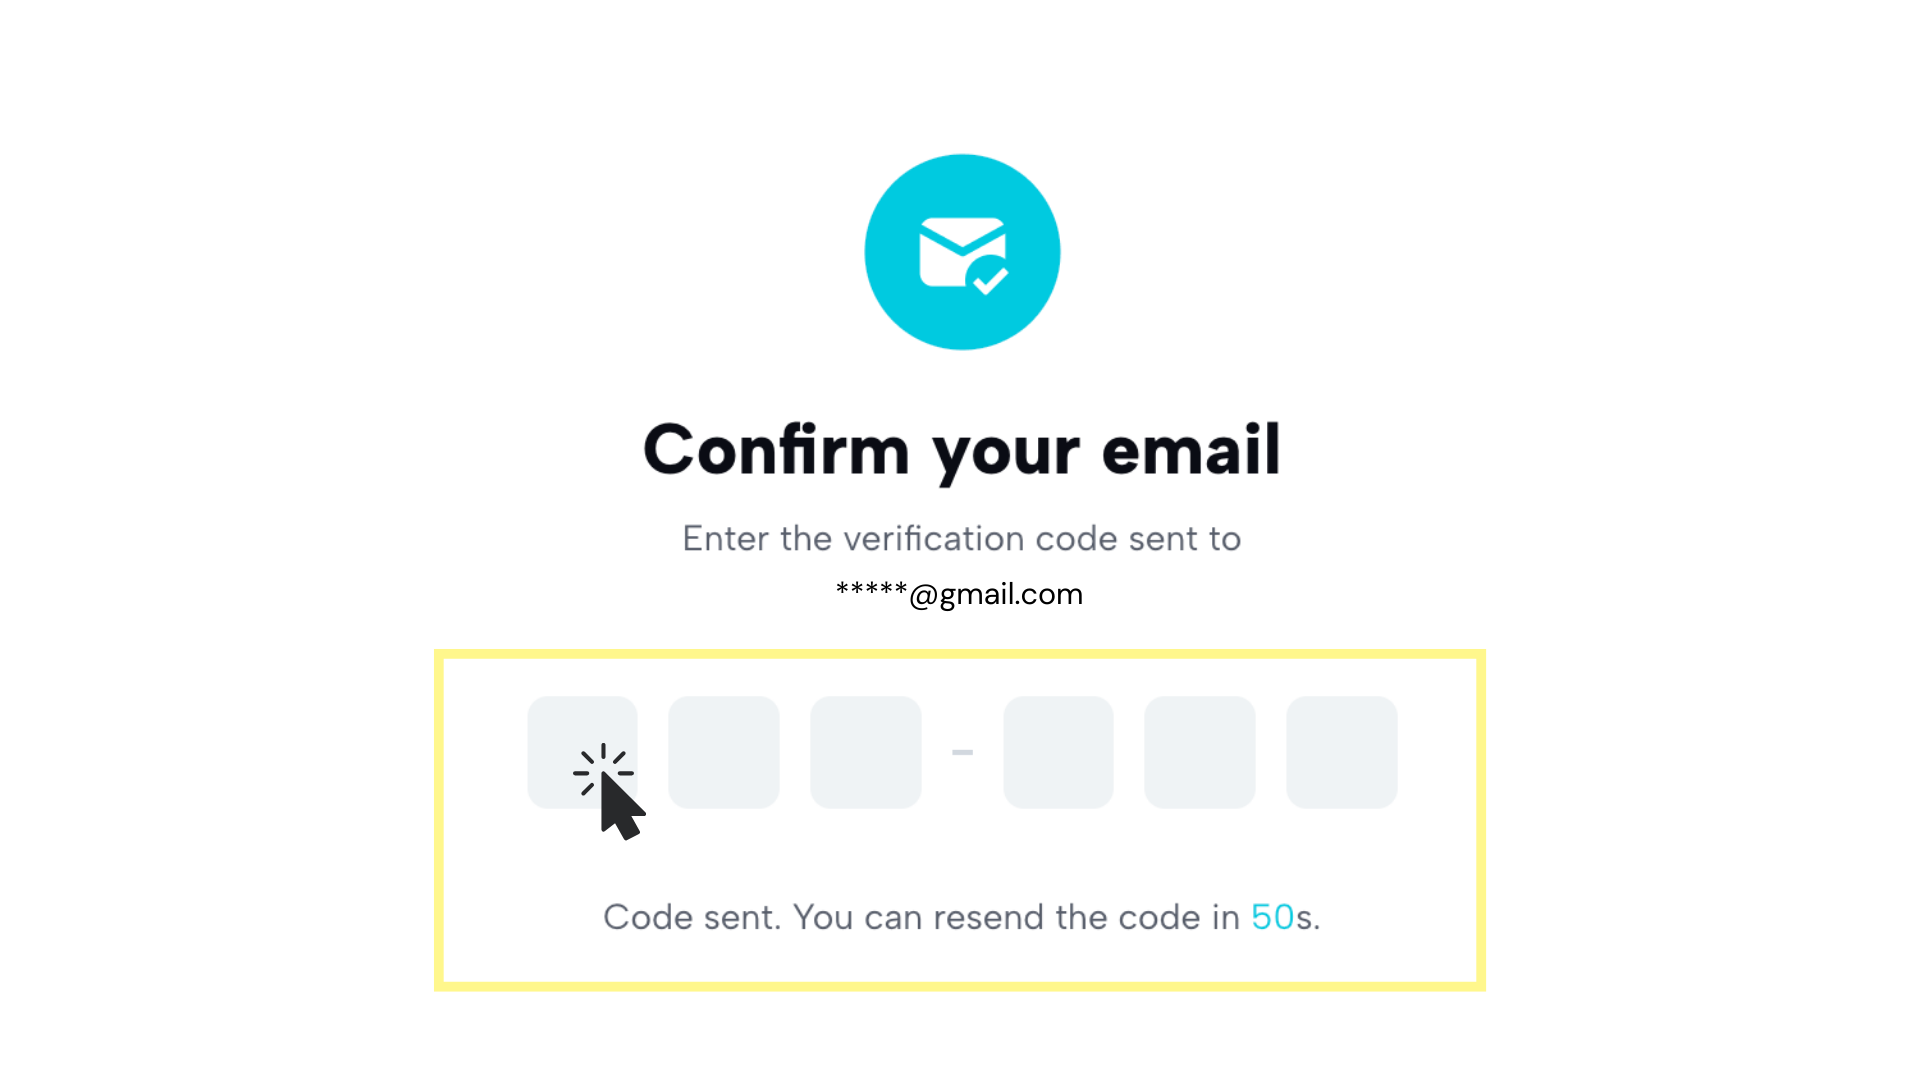 Confirm your email
Enter the verification code sent to
*****@gmail.com
-
Code sent. You can resend the code in 50s.